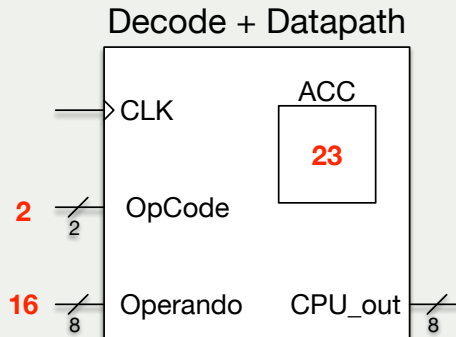 Decode + Datapath
CLK
ACC
23
2
2
OpCode
16
8
Operando
CPU_out
8